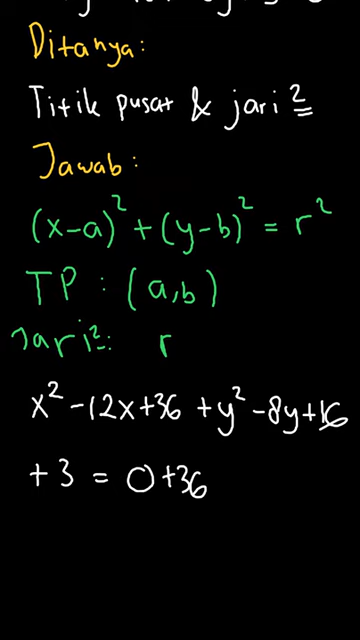 Ditanya:
Titik pusat & jari²
Jawab:
(x-a)² + (y-b)² = r²
TP : (a,b)
Jari²: r
x² - 12x+36 + y² - 8y+16
+ 3 = 0+36